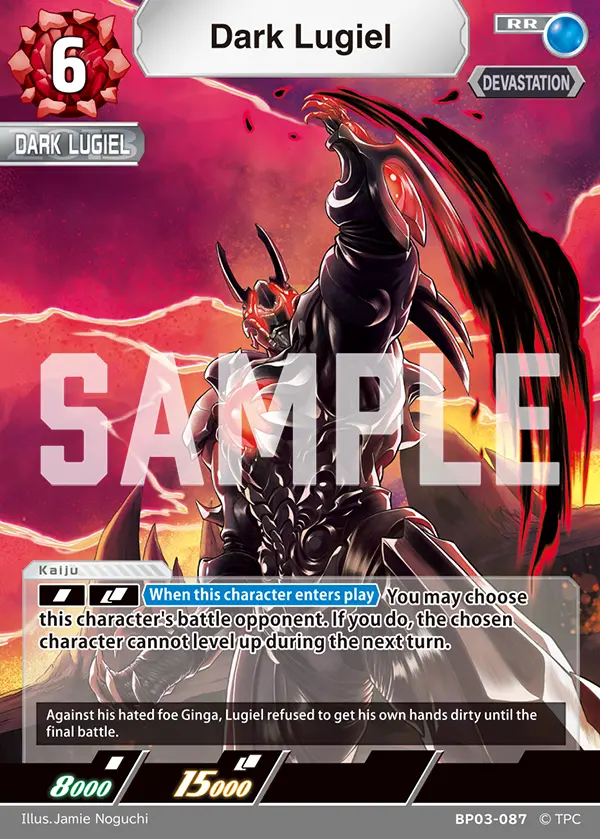 6
Dark Lugiel
RR
DEVASTATION
DARK LUGIEL
SAMPLE
Kaiju
When this character enters play You may choose
this character's battle opponent. If you do, the chosen
character cannot level up during the next turn.
Against his hated foe Ginga, Lugiel refused to get his own hands dirty until the
final battle.
8000
15000
Illus.Jamie Noguchi
BP03-087 © TPC